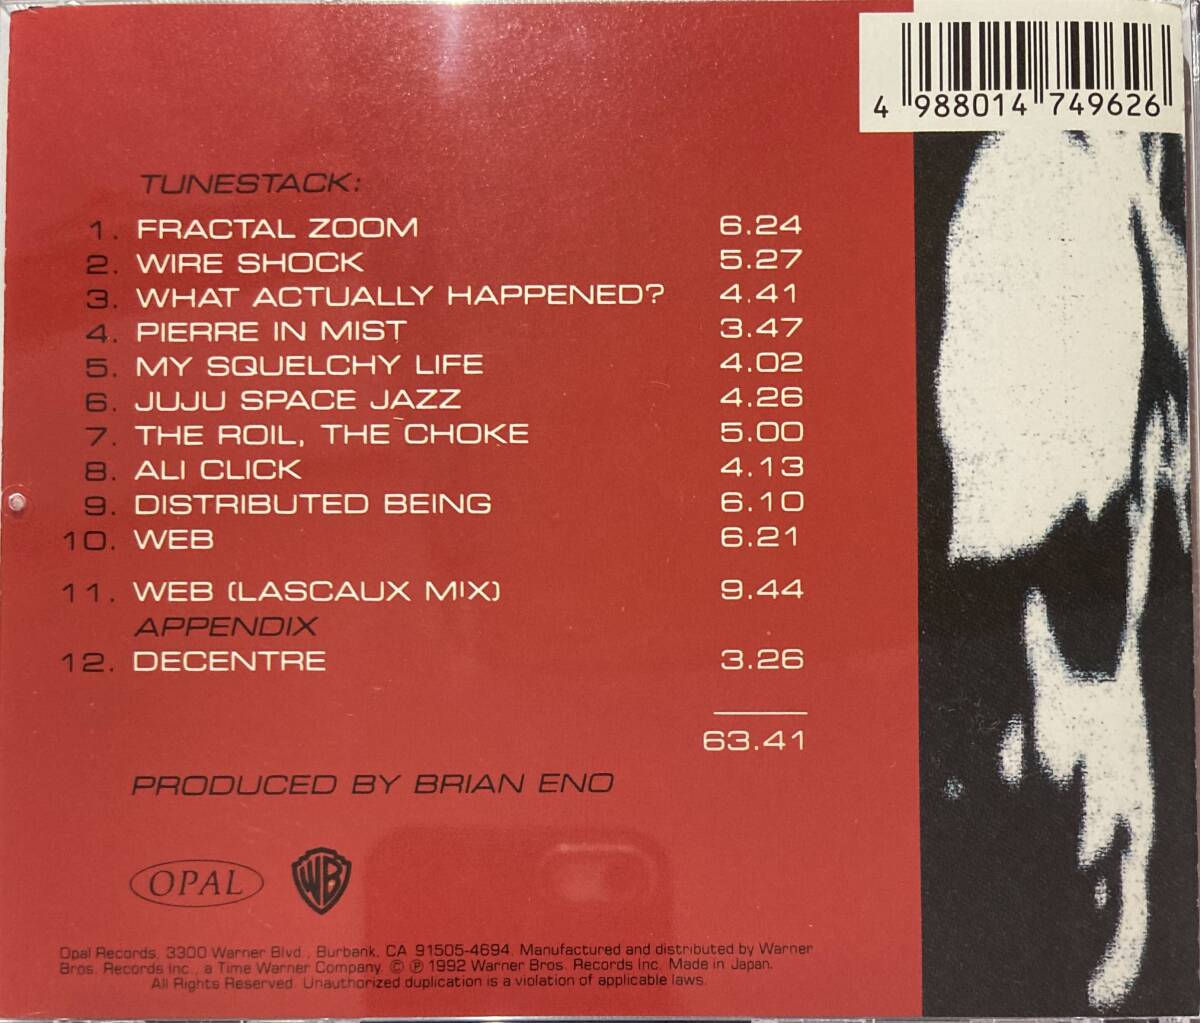 4 988014 749626
TUNESTACK:
1. FRACTAL ZOOM 6.24
2. WIRE SHOCK 5.27
3. WHAT ACTUALLY HAPPENED? 4.41
4. PIERRE IN MIST 3.47
5. MY SQUELCHY LIFE 4.02
6. JUJU SPACE JAZZ 4.26
7. THE ROIL, THE CHOKE 5.00
8. ALI CLICK 4.13
9. DISTRIBUTED BEING 6.10
10. WEB 6.21
11. WEB (LASCAUX MIX) 9.44
APPENDIX
12. DECENTRE 3.26
63.41
PRODUCED BY BRIAN ENO
OPAL WB
Opal Records, 3300 Warner Blvd., Burbank, CA 91505-4694. Manufactured and distributed by Warner
Bros. Records Inc., a Time Warner Company. © ℗ 1992 Warner Bros. Records Inc. Made in Japan.
All Rights Reserved. Unauthorized duplication is a violation of applicable laws.